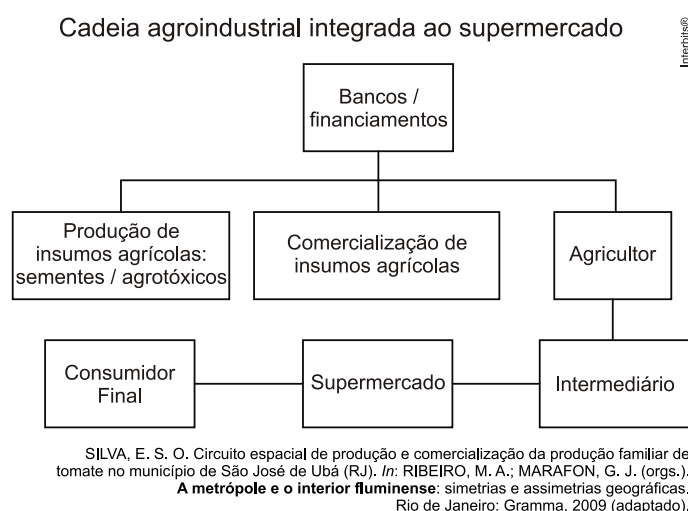 Cadeia agroindustrial integrada ao supermercado
Interbits®
Bancos /
financiamentos
Produção de
insumos agrícolas:
sementes / agrotóxicos
Comercialização de
insumos agrícolas
Agricultor
Consumidor
Final
Supermercado
Intermediário
SILVA, E. S. O. Circuito espacial de produção e comercialização da produção familiar de
tomate no município de São José de Ubá (RJ). In: RIBEIRO, M. A.; MARAFON, G. J. (orgs.).
A metrópole e o interior fluminense: simetrias e assimetrias geográficas.
Rio de Janeiro: Gramma, 2009 (adaptado).